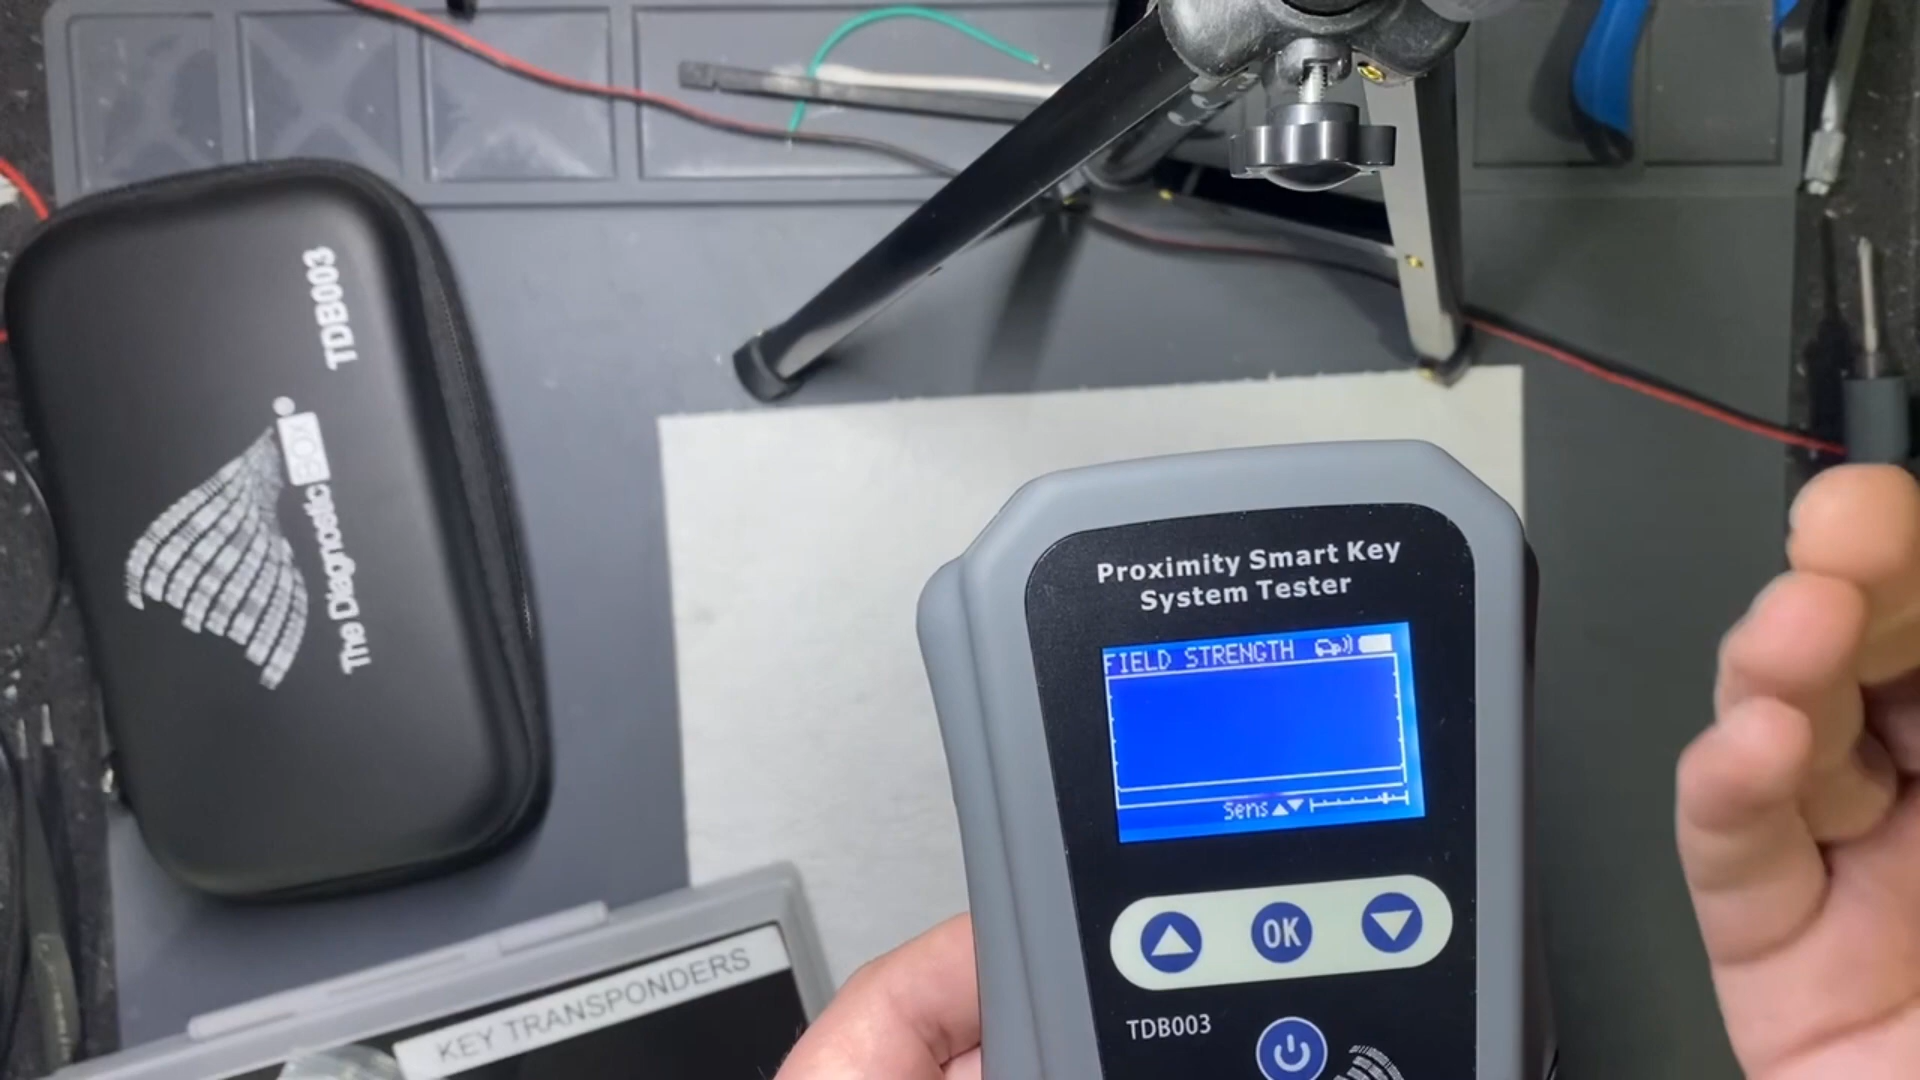 TDB003
The Diagnostic BOX®
Proximity Smart Key
System Tester
FIELD STRENGTH
Sens
OK
TDB003
KEY TRANSPONDERS